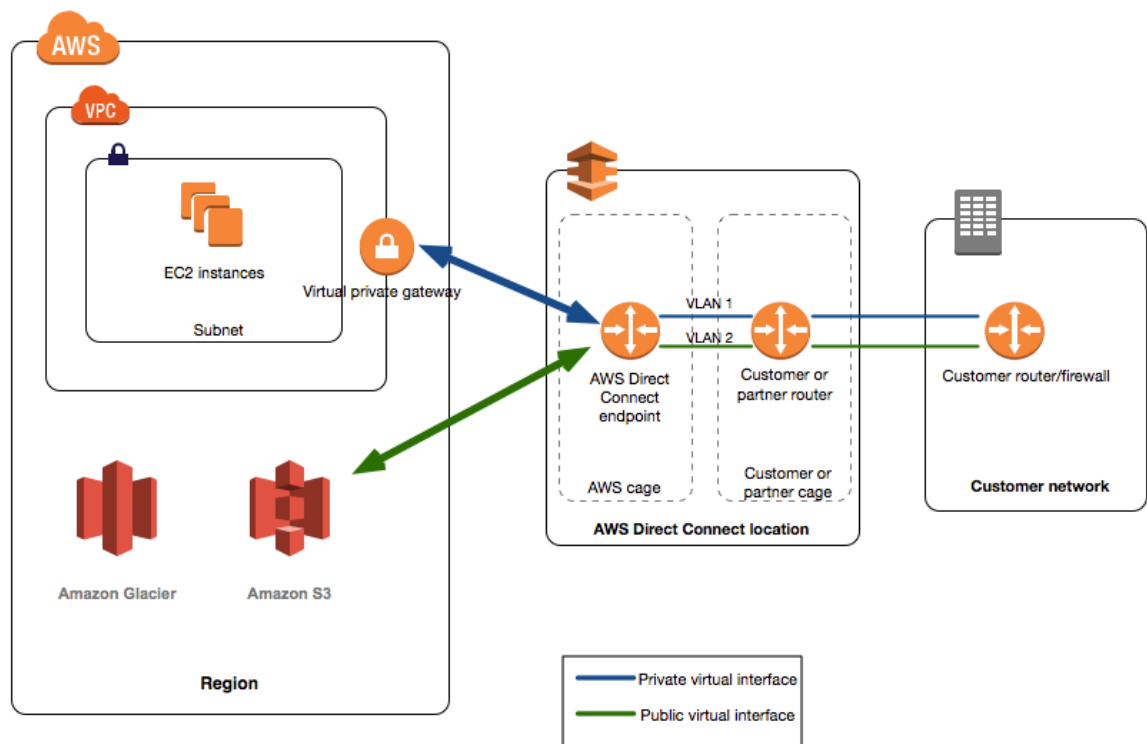 AWS
VPC
EC2 instances
Virtual private gateway
Subnet
VLAN 1
VLAN 2
AWS Direct
Connect
endpoint
Customer or
partner router
Customer router/firewall
AWS cage
Customer or
partner cage
Customer network
AWS Direct Connect location
Amazon Glacier
Amazon S3
Region
Private virtual interface
Public virtual interface